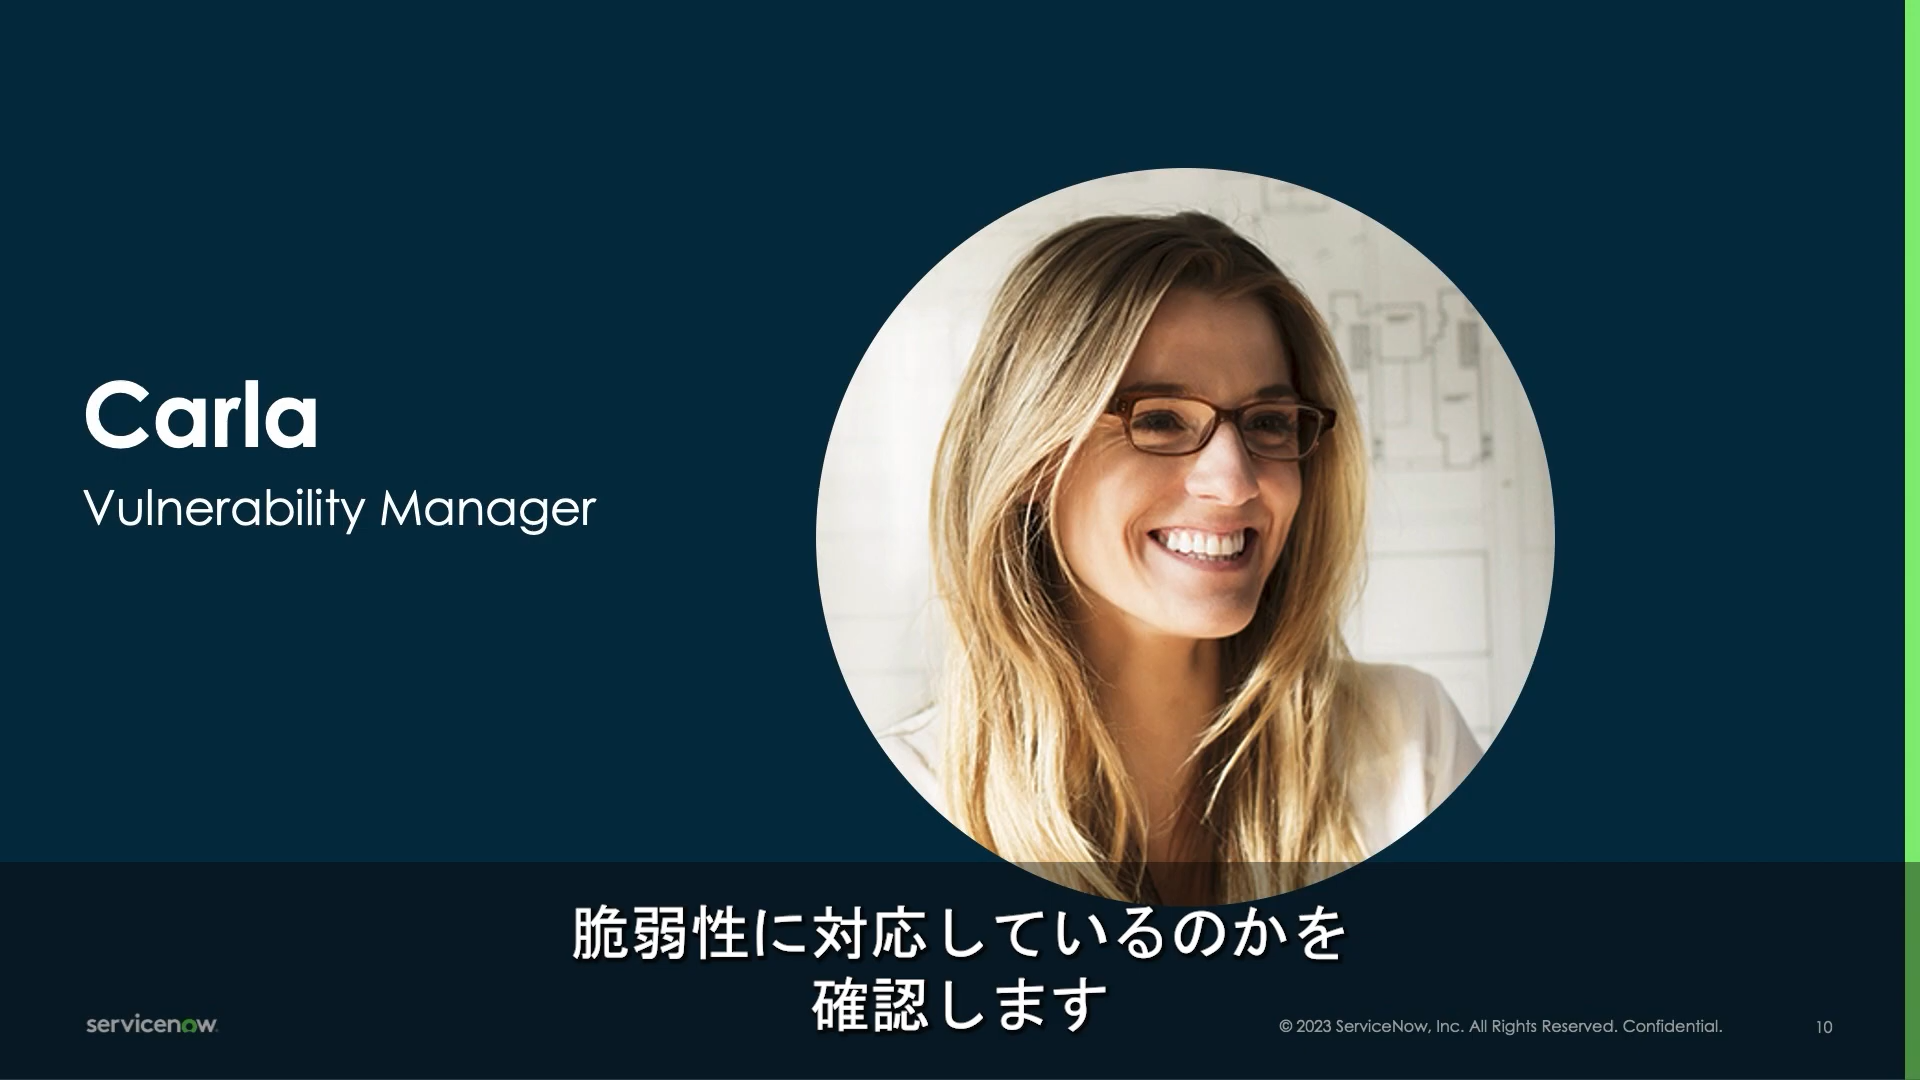 Carla
Vulnerability Manager
脆弱性に対応しているのかを
確認します
servicenow
© 2023 ServiceNow, Inc. All Rights Reserved. Confidential.
10